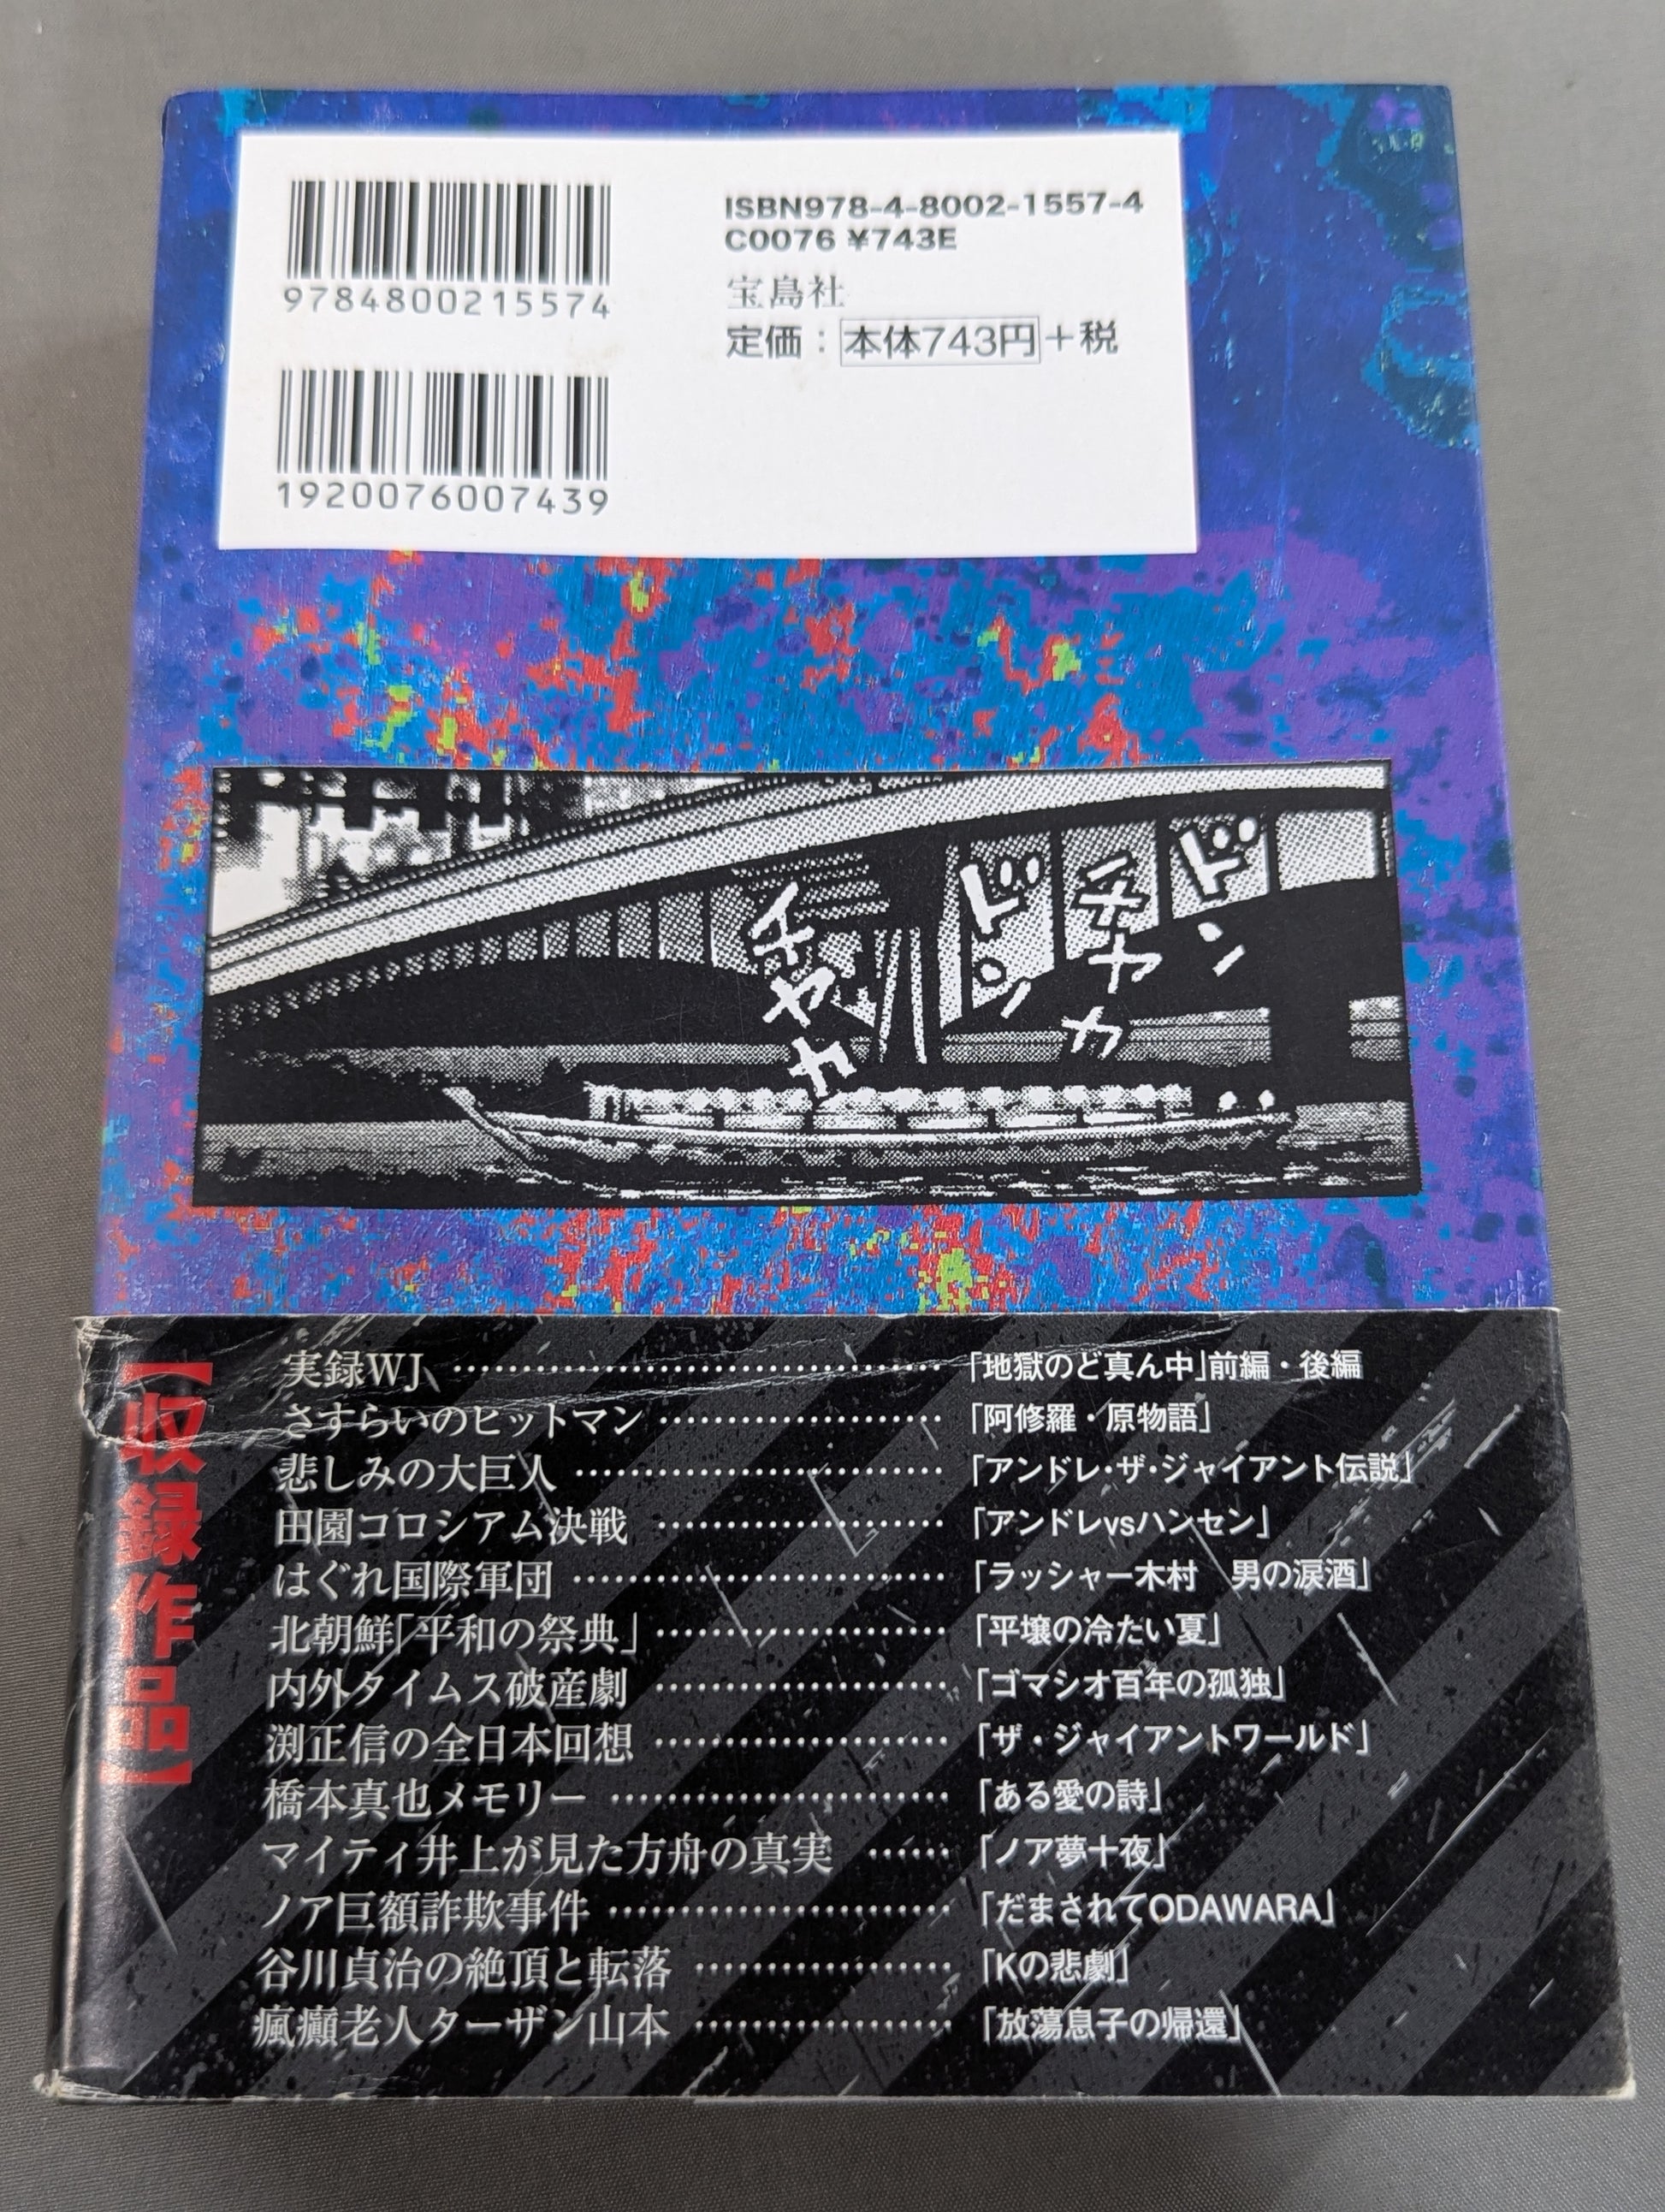 9784800215574
1920076007439
ISBN978-4-8002-1557-4
C0076 ¥743E
宝島社
定価：本体743円＋税
ドン
チャカ
ドン
チャカ
【収録作品】
実録WJ、…「地獄のど真ん中」前編・後編
さすらいのヒットマン…「阿修羅・原物語」
悲しみの大巨人…「アンドレ・ザ・ジャイアント伝説」
田園コロシアム決戦…「アンドレvsハンセン」
はぐれ国際軍団…「ラッシャー木村　男の涙酒」
北朝鮮「平和の祭典」…「平壌の冷たい夏」
内外タイムス破産劇…「ゴマシオ百年の孤独」
渕正信の全日本回想…「ザ・ジャイアントワールド」
橋本真也メモリー…「ある愛の詩」
マイティ井上が見た方舟の真実…「ノア夢十夜」
ノア巨額詐欺事件…「だまされてODAWARA」
谷川貞治の絶頂と転落…「Kの悲劇」
瘋癲老人ターザン山本…「放蕩息子の帰還」